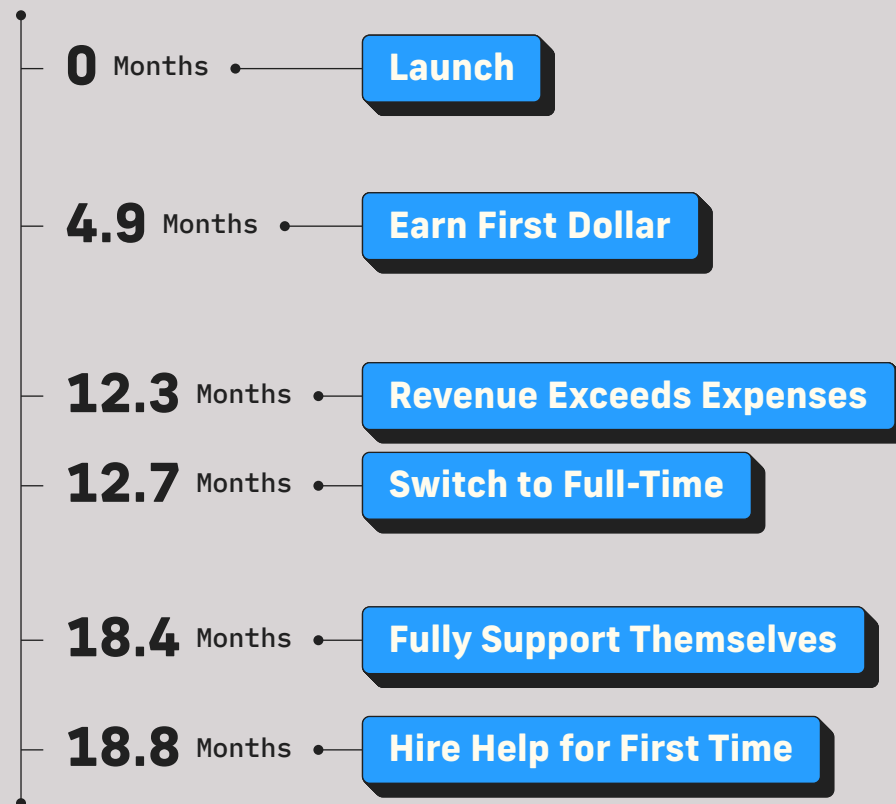 0 Months Launch
4.9 Months Earn First Dollar
12.3 Months Revenue Exceeds Expenses
12.7 Months Switch to Full-Time
18.4 Months Fully Support Themselves
18.8 Months Hire Help for First Time